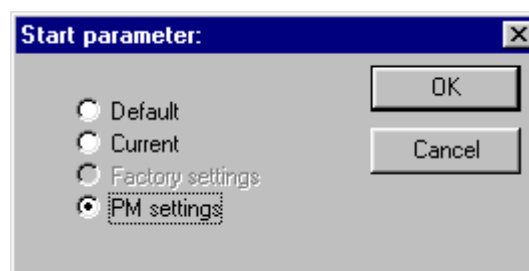 Start parameter:
OK
Default
Current
Cancel
Factory settings
PM settings